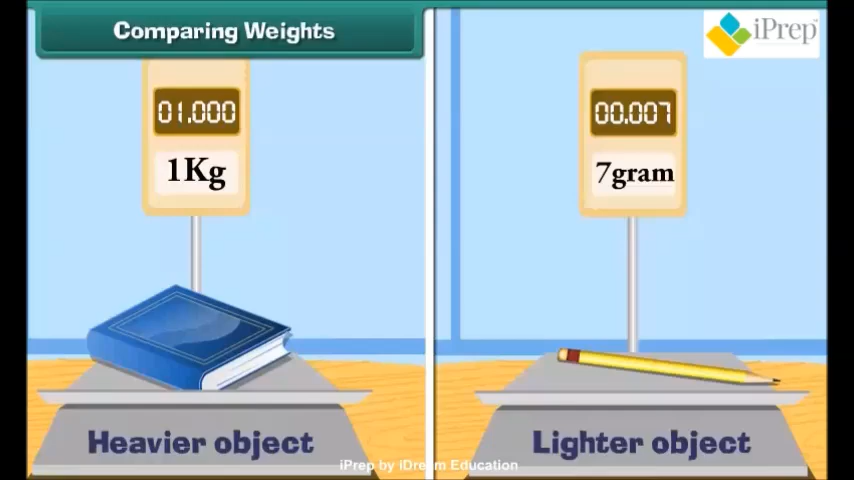 Comparing Weights
iPrep
01.000
1Kg
00.007
7gram
Heavier object
Lighter object
iPrep by iDream Education